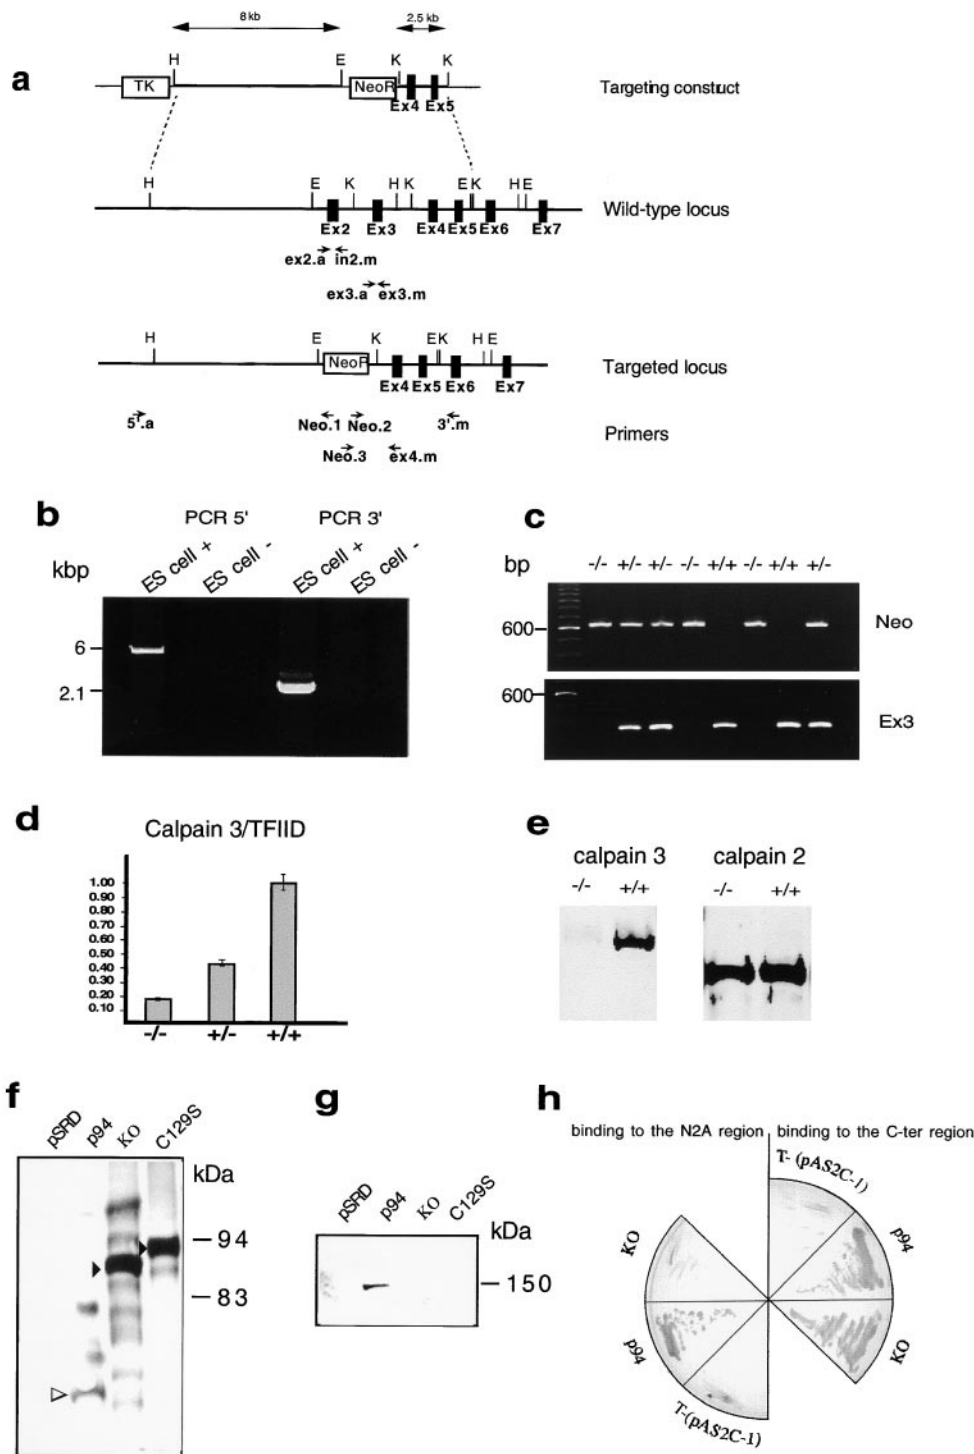 a
8 kb
2.5 kb
H E K K
TK NeoR Ex4 Ex5
Targeting construct
H E K H K E K H E
Wild-type locus
Ex2 Ex3 Ex4 Ex5 Ex6 Ex7
ex2.a in2.m
ex3.a ex3.m
H E K E K H E
NeoR
Targeted locus
Ex4 Ex5 Ex6 Ex7
5'.a Neo.1 Neo.2 3'.m
Primers
Neo.3 ex4.m
b
PCR 5' PCR 3'
kbp
ES cell + ES cell - ES cell + ES cell -
6
2.1
c
bp -/- +/- +/- -/- +/+ -/- +/+ +/-
600 Neo
600 Ex3
d
Calpain 3/TFIID
1.00
0.90
0.80
0.70
0.60
0.50
0.40
0.30
0.20
0.10
-/- +/- +/+
e
calpain 3 calpain 2
-/- +/+ -/- +/+
f
pSRD p94 KO C129S
kDa
94
83
g
pSRD p94 KO C129S
kDa
150
h
binding to the N2A region binding to the C-ter region
T- (pAS2C-1)
KO p94
p94 KO
T-(pAS2C-1)